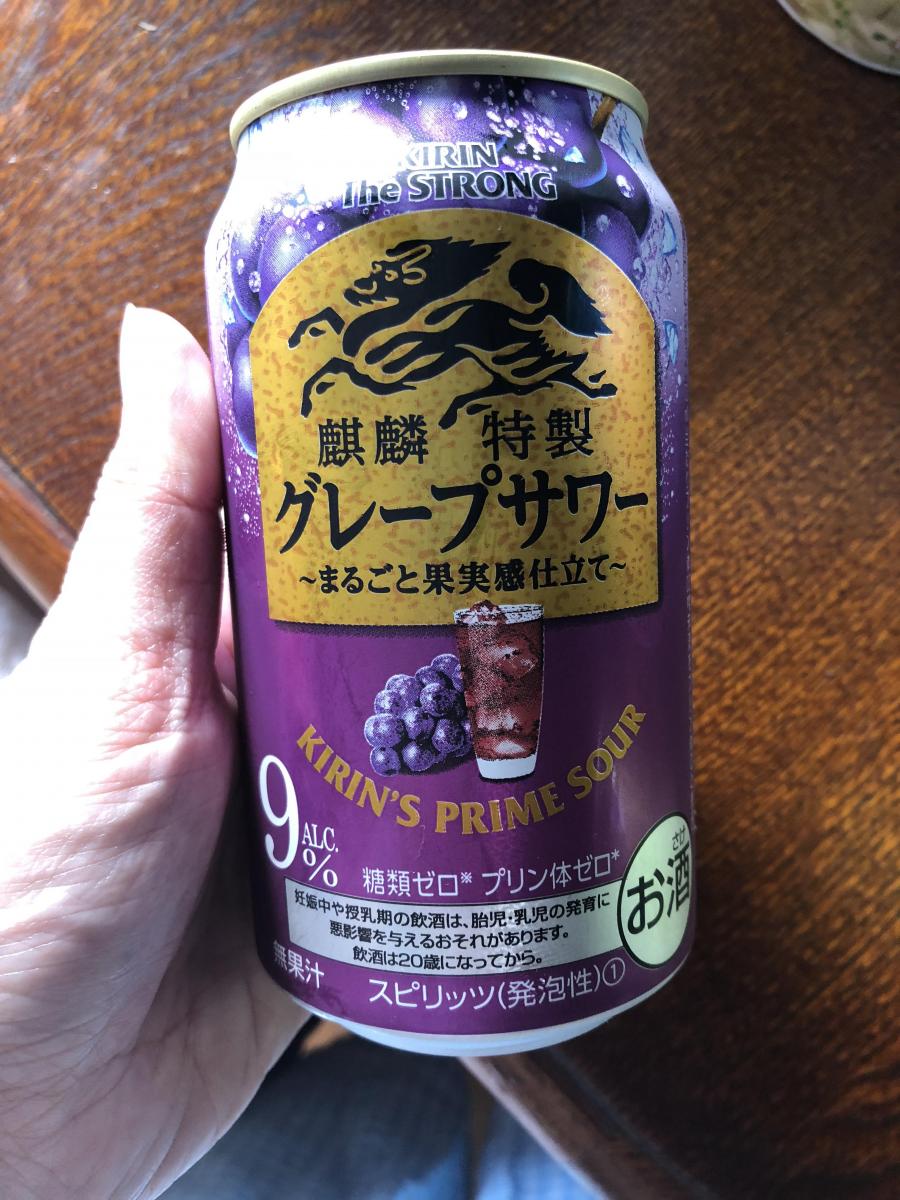 KIRIN
The STRONG
麒麟 特製
グレープサワー
~まるごと果実感仕立て~
KIRIN'S PRIME SOUR
9 ALC. %
糖類ゼロ※ プリン体ゼロ※
妊娠中や授乳期の飲酒は、胎児・乳児の発育に
悪影響を与えるおそれがあります。
飲酒は20歳になってから。
さけ
お酒
無果汁
スピリッツ(発泡性)①